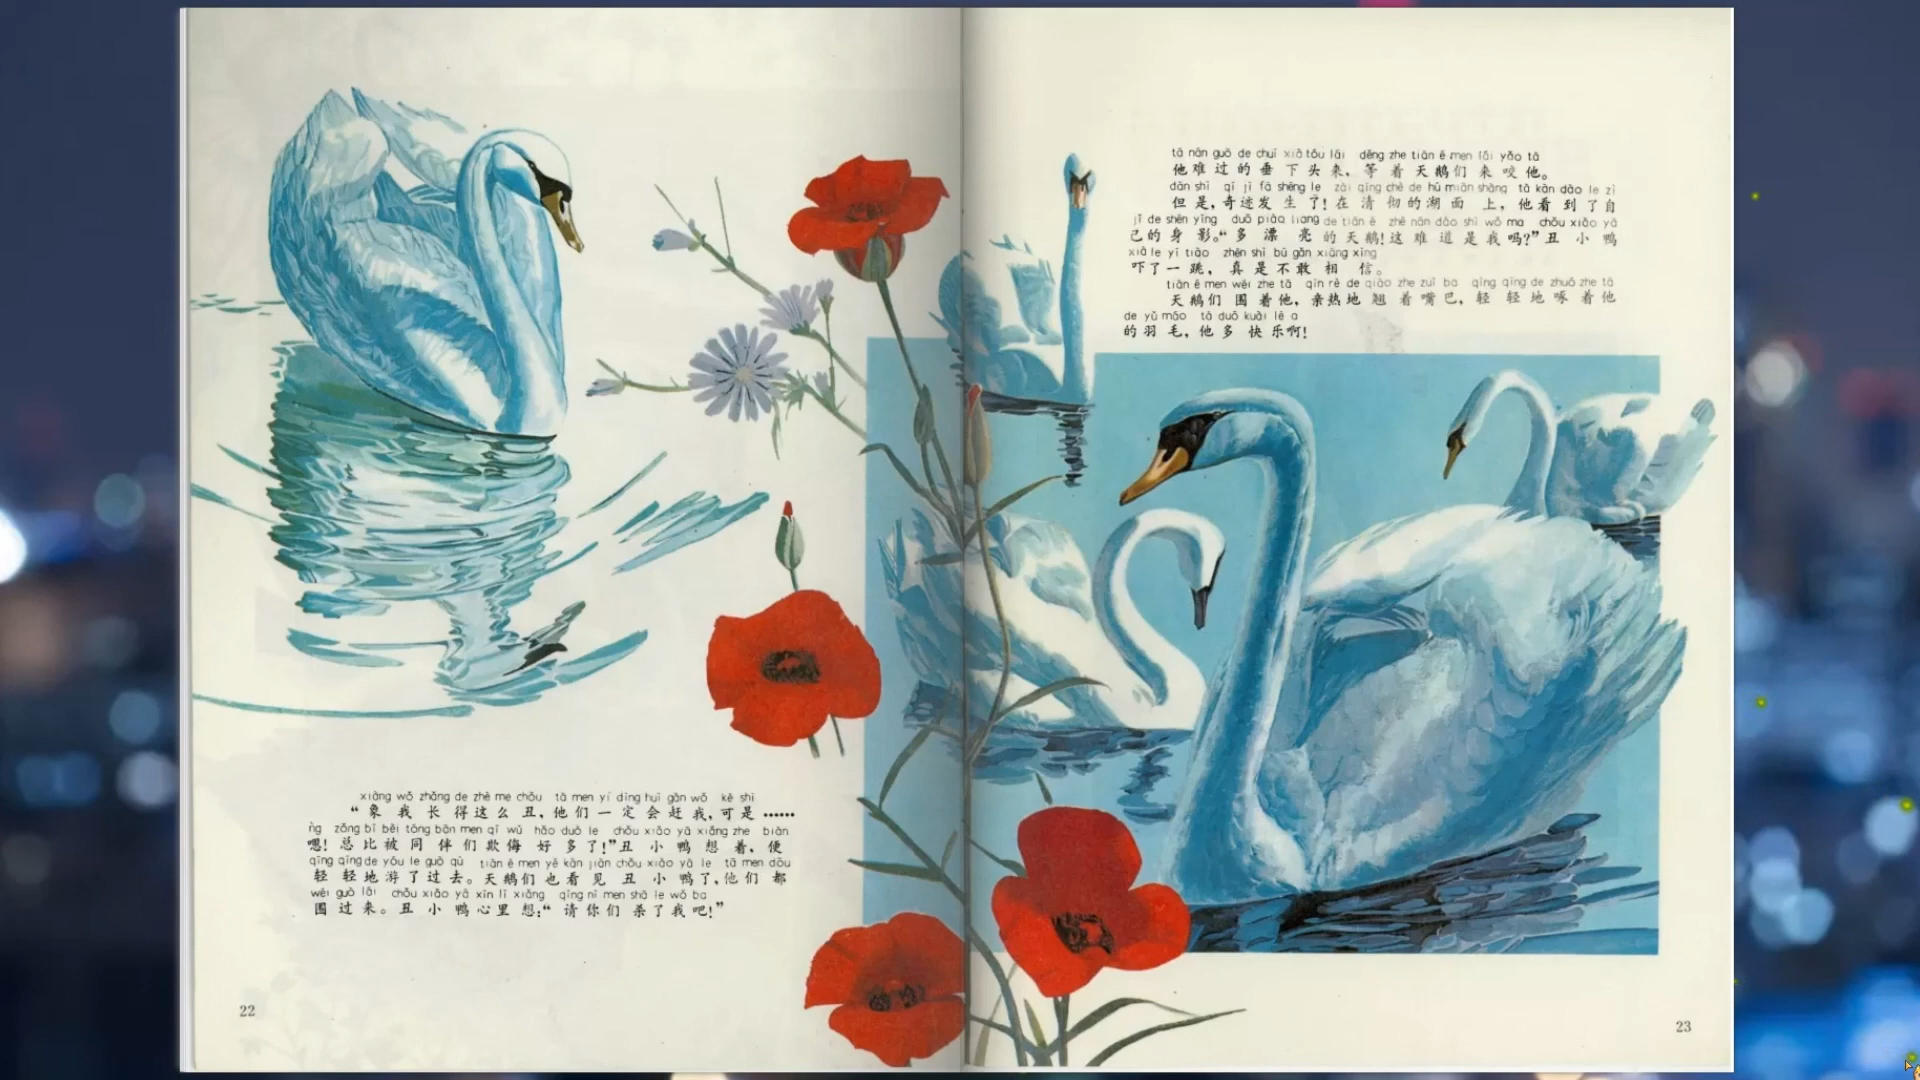 xiàng wǒ zhǎng de zhè me chǒu tā men yí dìng huì gǎn wǒ kě shì
“象我长得这么丑,他们一定会赶我,可是……
ǹg zǒng bǐ bèi tóng bàn men qī wǔ hǎo duō le chǒu xiǎo yā xiǎng zhe biàn
嗯!总比被同伴们欺侮好多了!”丑小鸭想着,便
qīng qīng de yóu le guò qù tiān é men yě kàn jiàn chǒu xiǎo yā le tā men dōu
轻轻地游了过去。天鹅们也看见丑小鸭了,他们都
wéi guò lái chǒu xiǎo yā xīn lǐ xiǎng qǐng nǐ men shā le wǒ ba
围过来。丑小鸭心里想:“请你们杀了我吧!”
22
tā nán guò de chuí xià tóu lái děng zhe tiān é men lái yǎo tā
他难过的垂下头来,等着天鹅们来咬他。
dàn shì qí jī fā shēng le zài qīng chè de hú miàn shàng tā kàn dào le zì
但是,奇迹发生了!在清彻的湖面上,他看到了自
jǐ de shēn yǐng duō piào liang de tiān é zhè nán dào shì wǒ ma chǒu xiǎo yā
己的身影。“多漂亮的天鹅!这难道是我吗?”丑小鸭
xià le yí tiào zhēn shì bù gǎn xiāng xìng
吓了一跳,真是不敢相信。
tiān é men wéi zhe tā qīn rè de qiào zhe zuǐ ba qīng qīng de zhuó zhe tā
天鹅们围着他,亲热地翘着嘴巴,轻轻地啄着他
de yǔ máo tā duō kuài lè a
的羽毛,他多快乐啊!
23